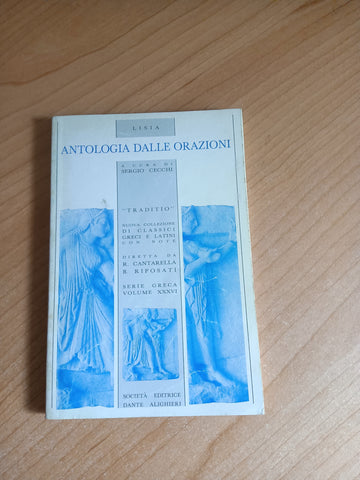 LISIA
ANTOLOGIA DALLE ORAZIONI
A CURA DI
SERGIO CECCHI
"TRADITIO"
NUOVA COLLEZIONE
DI CLASSICI
GRECI E LATINI
CON NOTE
DIRETTA DA
R. CANTARELLA
B. RIPOSATI
SERIE GRECA
VOLUME XXXVI
SOCIETÀ EDITRICE
DANTE ALIGHIERI